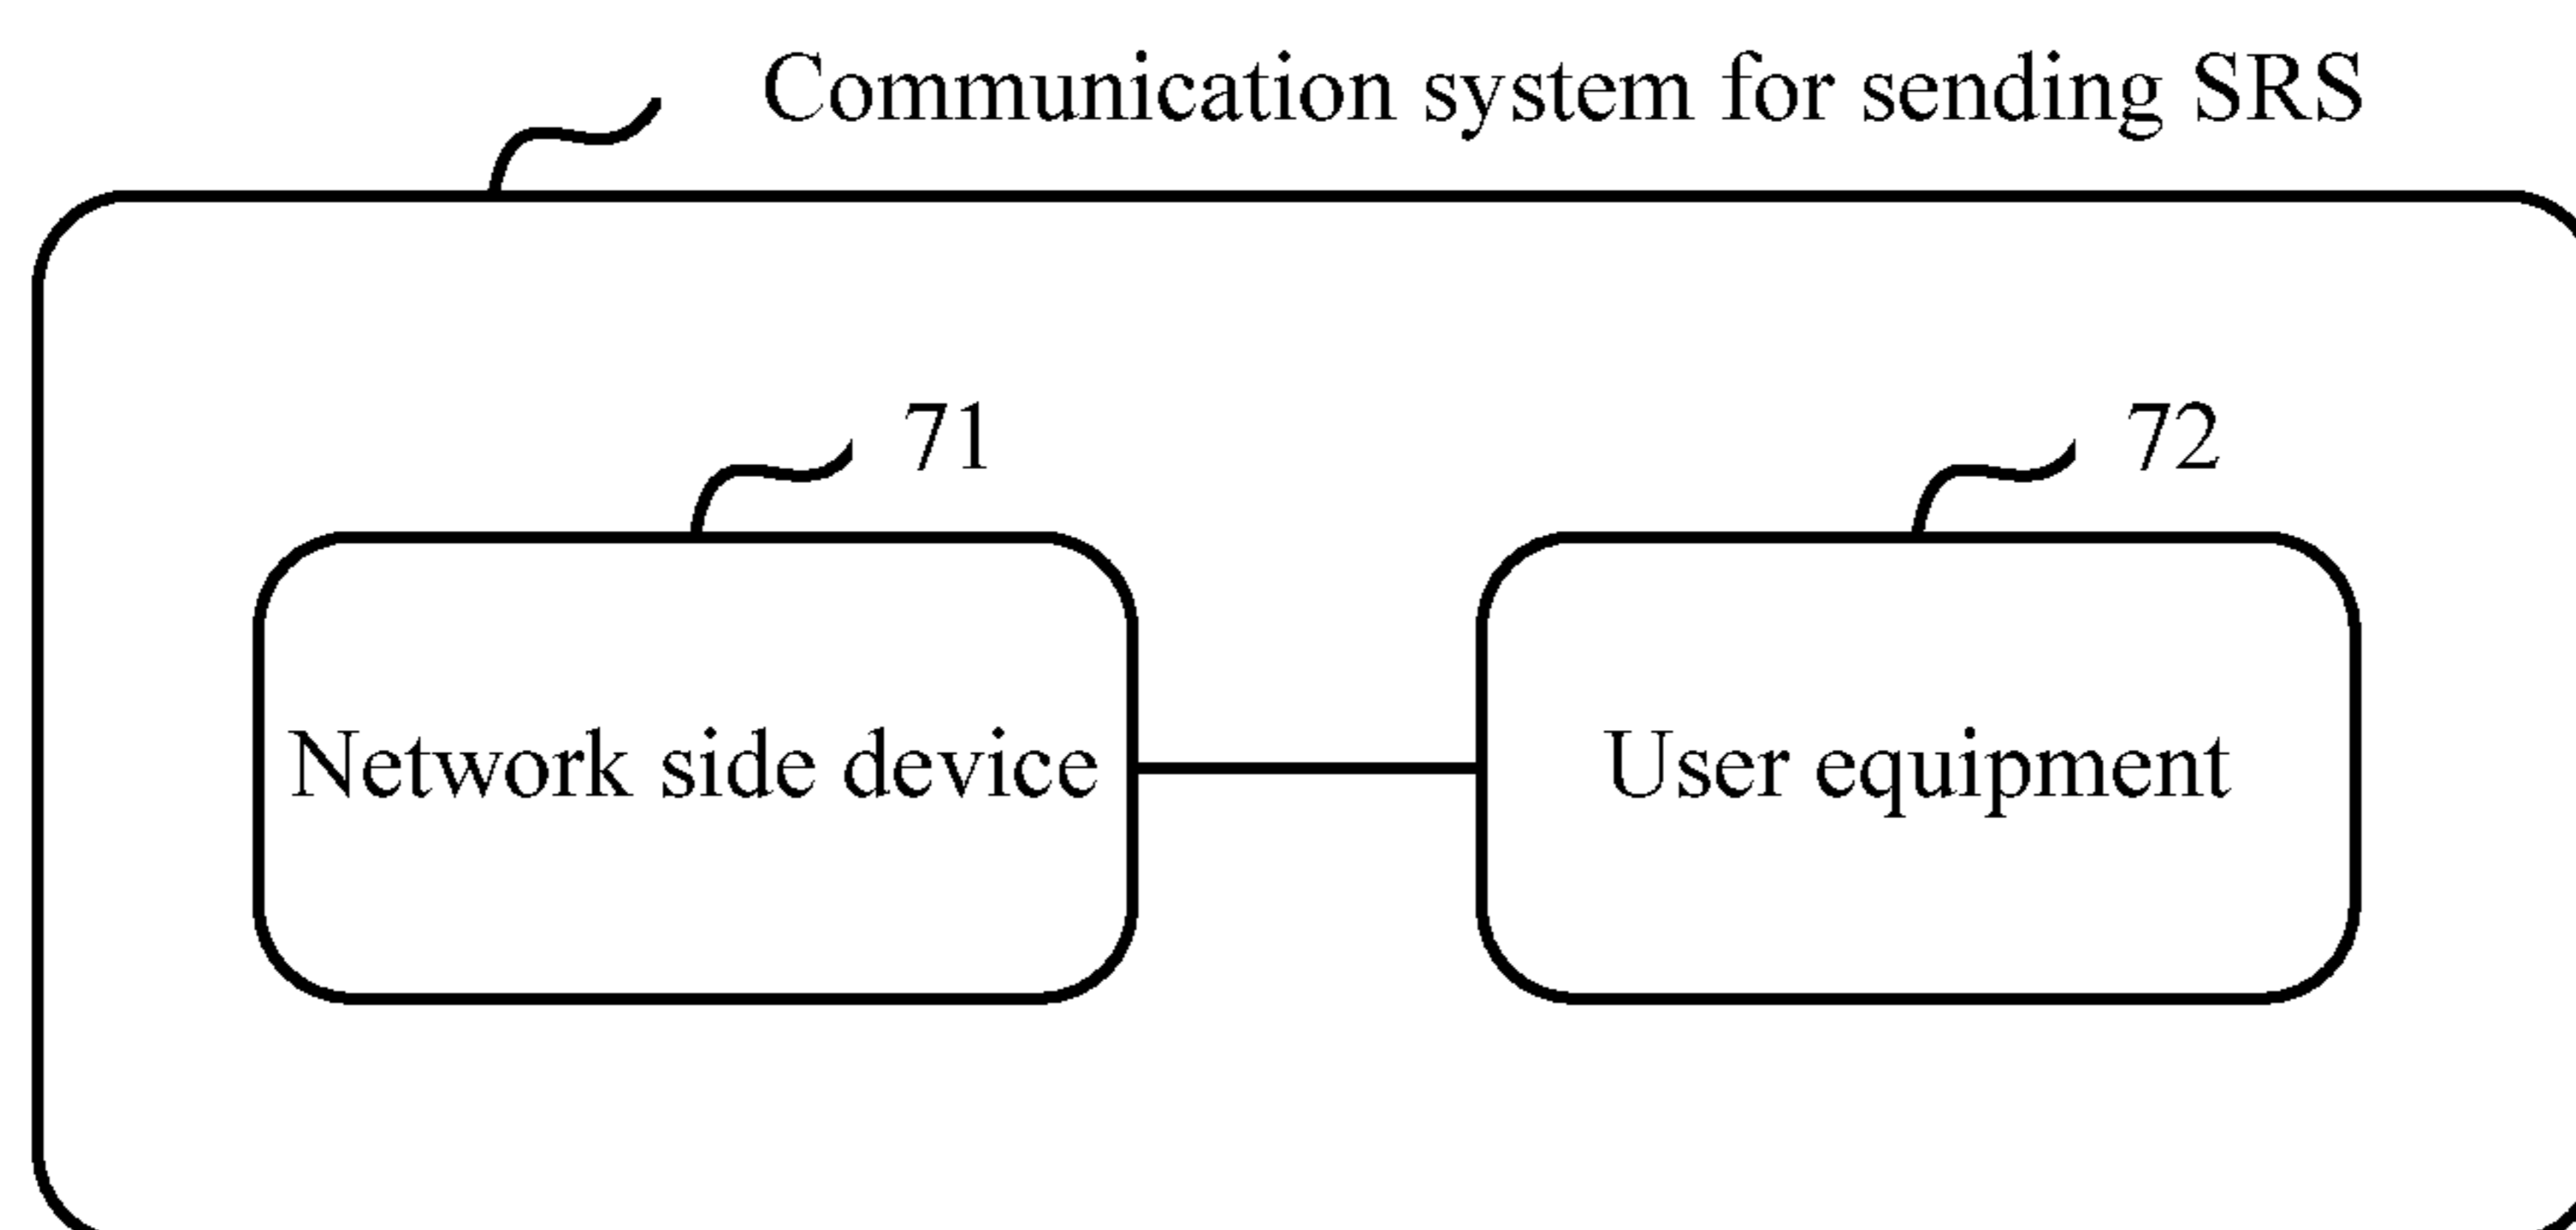 Communication system for sending SRS
71
72
Network side device
User equipment